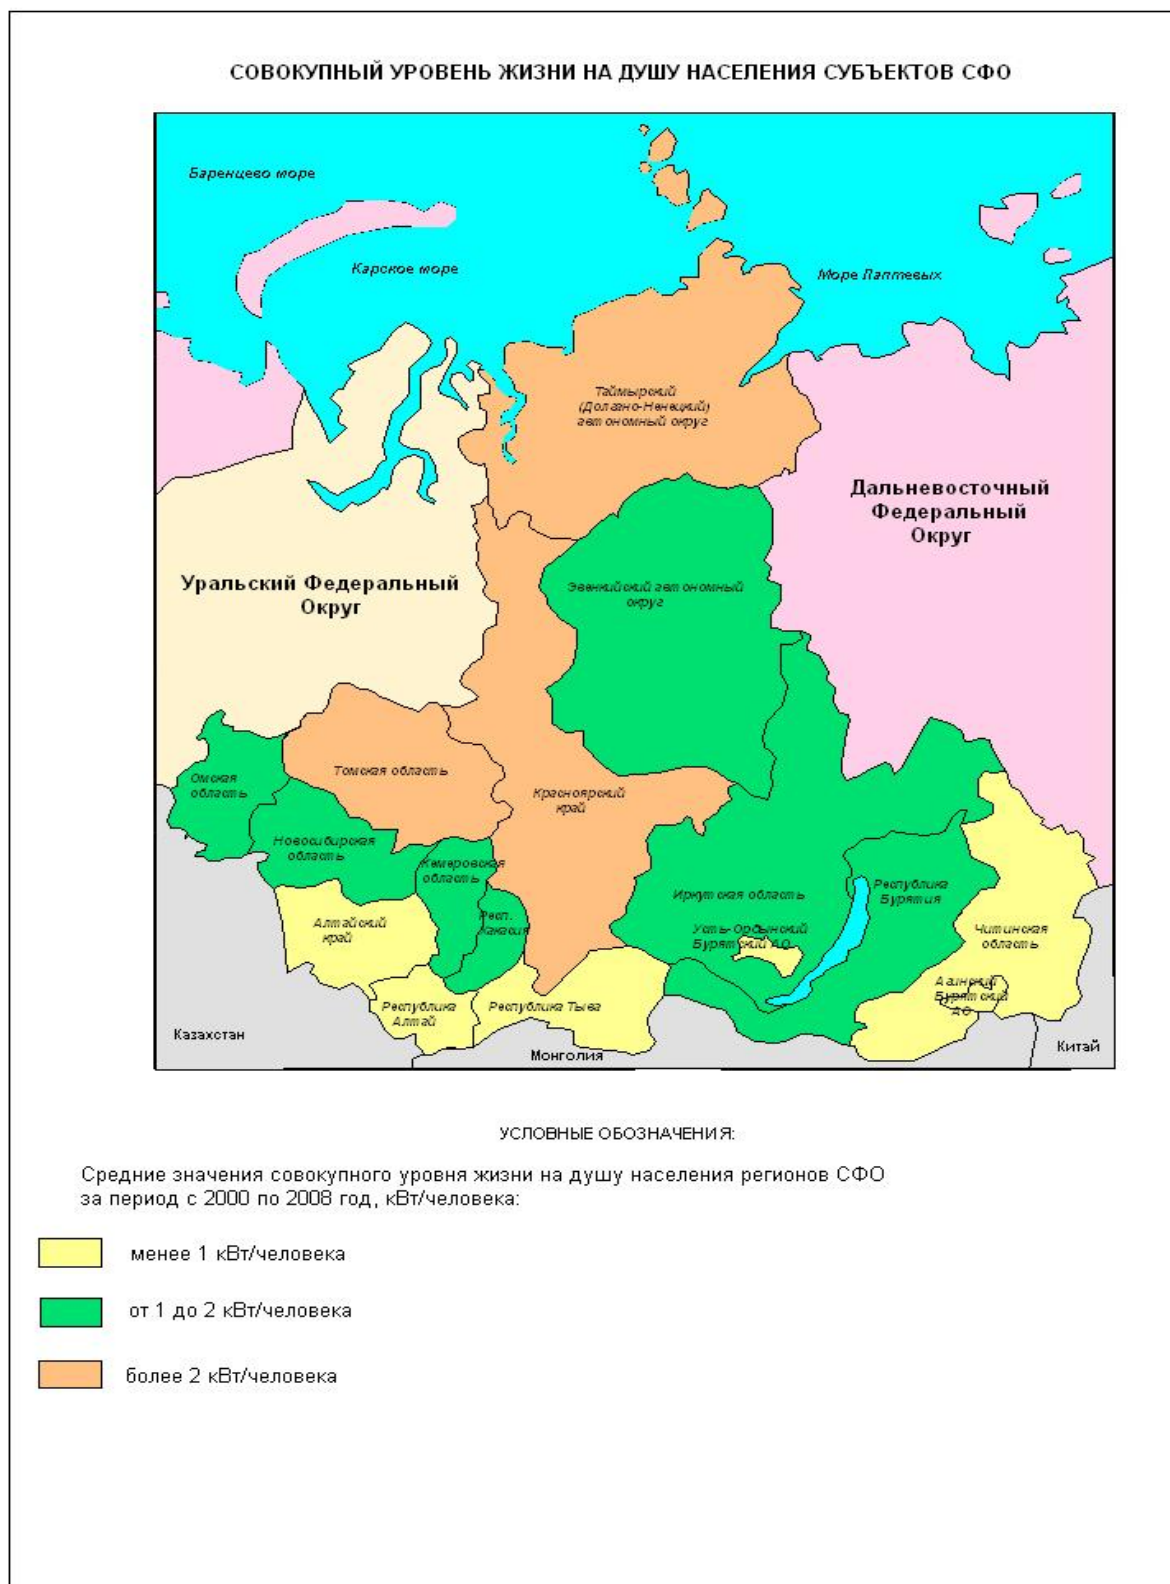 СОВОКУПНЫЙ УРОВЕНЬ ЖИЗНИ НА ДУШУ НАСЕЛЕНИЯ СУБЪЕКТОВ СФО
Баренцево море
Карское море
Море Лаптевых
Таймырский
(Долгано-Ненецкий)
автономный округ
Дальневосточный
Федеральный
Округ
Уральский Федеральный
Округ
Эвенкийский автономный
округ
Омская
область
Томская область
Красноярский
край
Новосибирская
область
Кемеровская
область
Иркутская область
Республика
Бурятия
Алтайский
край
Респ.
Хакасия
Усть-Ордынский
Бурятский АО
Читинская
область
Агинский
Бурятский
АО
Республика
Алтай
Республика Тыва
Казахстан
Монголия
Китай
УСЛОВНЫЕ ОБОЗНАЧЕНИЯ:
Средние значения совокупного уровня жизни на душу населения регионов СФО
за период с 2000 по 2008 год, кВт/человека:
менее 1 кВт/человека
от 1 до 2 кВт/человека
более 2 кВт/человека